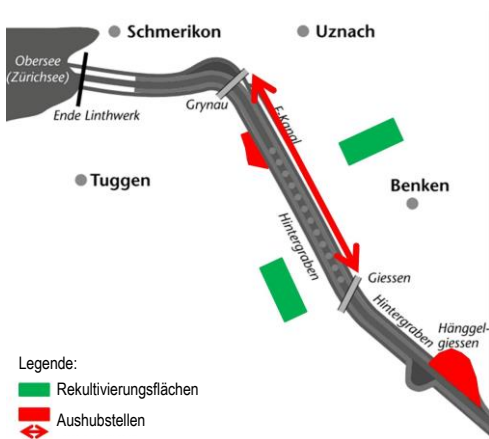 Schmerikon
Uznach
Obersee
(Zürichsee)
Ende Linthwerk
Grynau
E-Kanal
Tuggen
Benken
Hintergraben
Giessen
Hintergraben
Hänggel-
giessen
Legende:
Rekultivierungsflächen
Aushubstellen